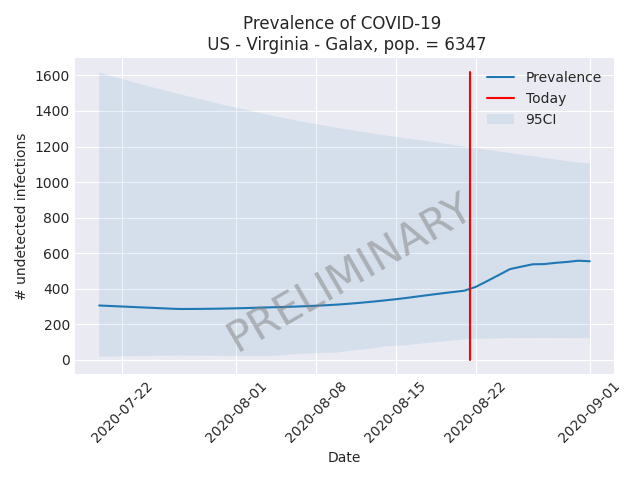 Prevalence of COVID-19
US - Virginia - Galax, pop. = 6347
Prevalence
Today
95CI
# undetected infections
1600
1400
1200
1000
800
600
400
200
0
PRELIMINARY
2020-07-22
2020-08-01
2020-08-08
2020-08-15
2020-08-22
2020-09-01
Date